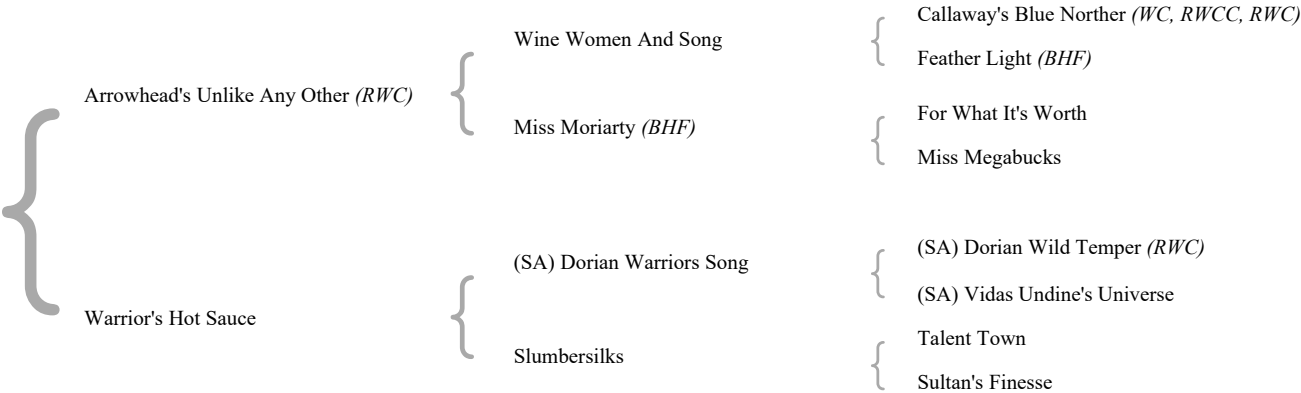 Callaway's Blue Norther (WC, RWCC, RWC)
Wine Women And Song
Feather Light (BHF)
Arrowhead's Unlike Any Other (RWC)
For What It's Worth
Miss Moriarty (BHF)
Miss Megabucks
(SA) Dorian Wild Temper (RWC)
(SA) Dorian Warriors Song
(SA) Vidas Undine's Universe
Warrior's Hot Sauce
Talent Town
Slumbersilks
Sultan's Finesse